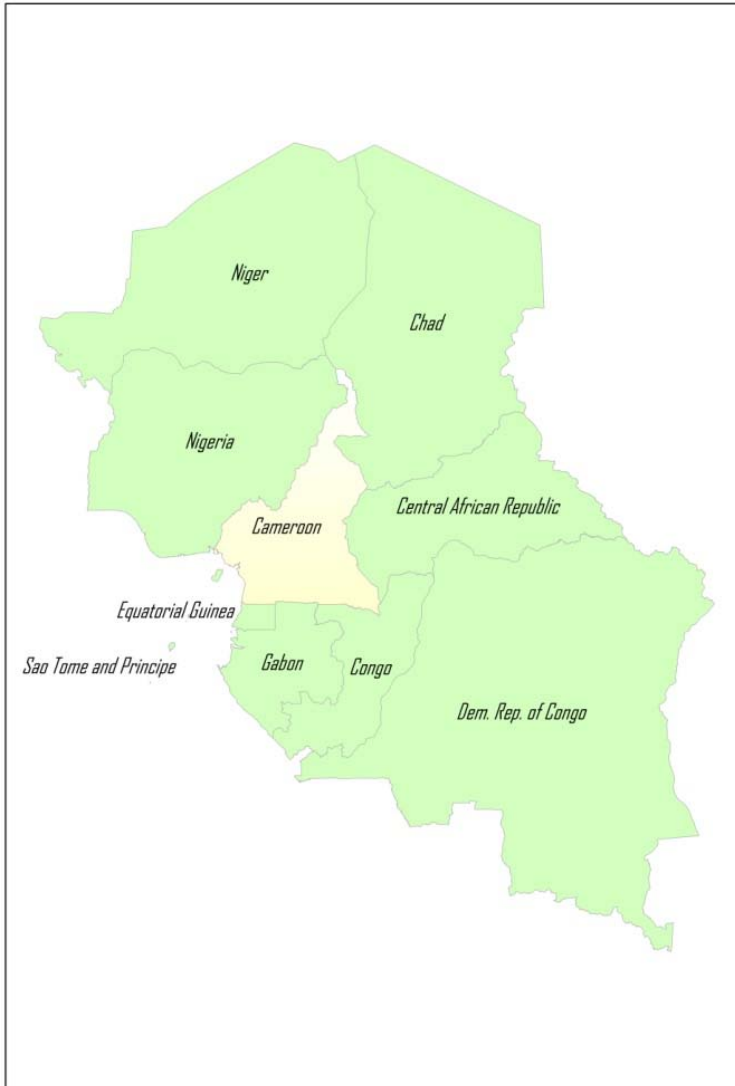 Niger
Chad
Nigeria
Central African Republic
Cameroon
Equatorial Guinea
Sao Tome and Principe
Gabon
Congo
Dem. Rep. of Congo